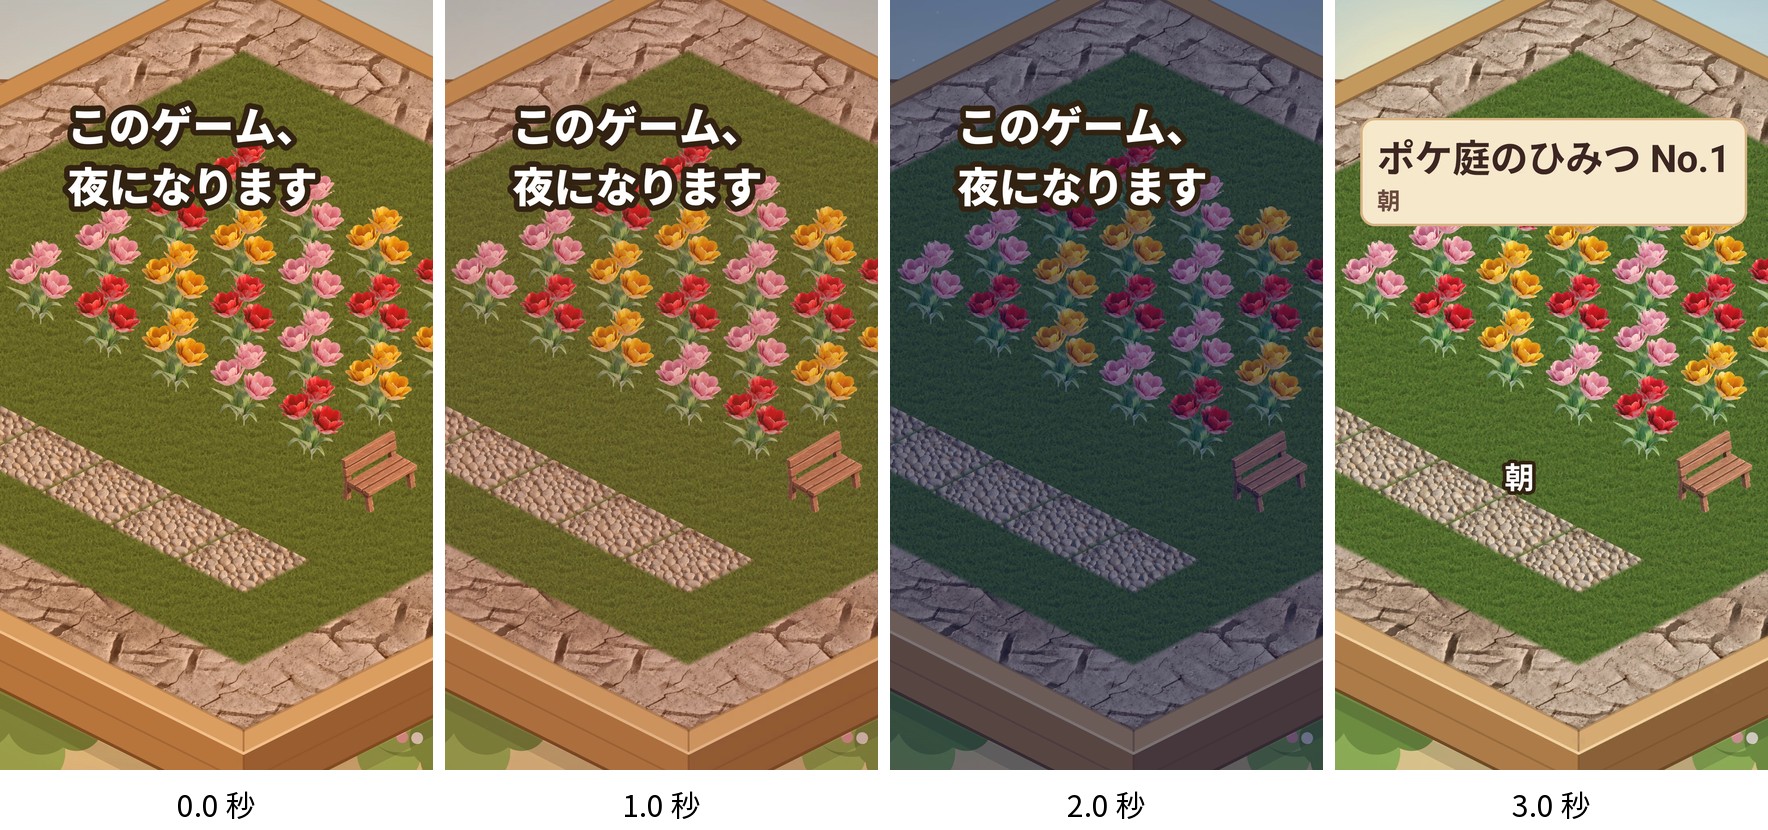 このゲーム、
夜になります
このゲーム、
夜になります
このゲーム、
夜になります
ポケ庭のひみつ No.1
朝
朝
0.0 秒
1.0 秒
2.0 秒
3.0 秒